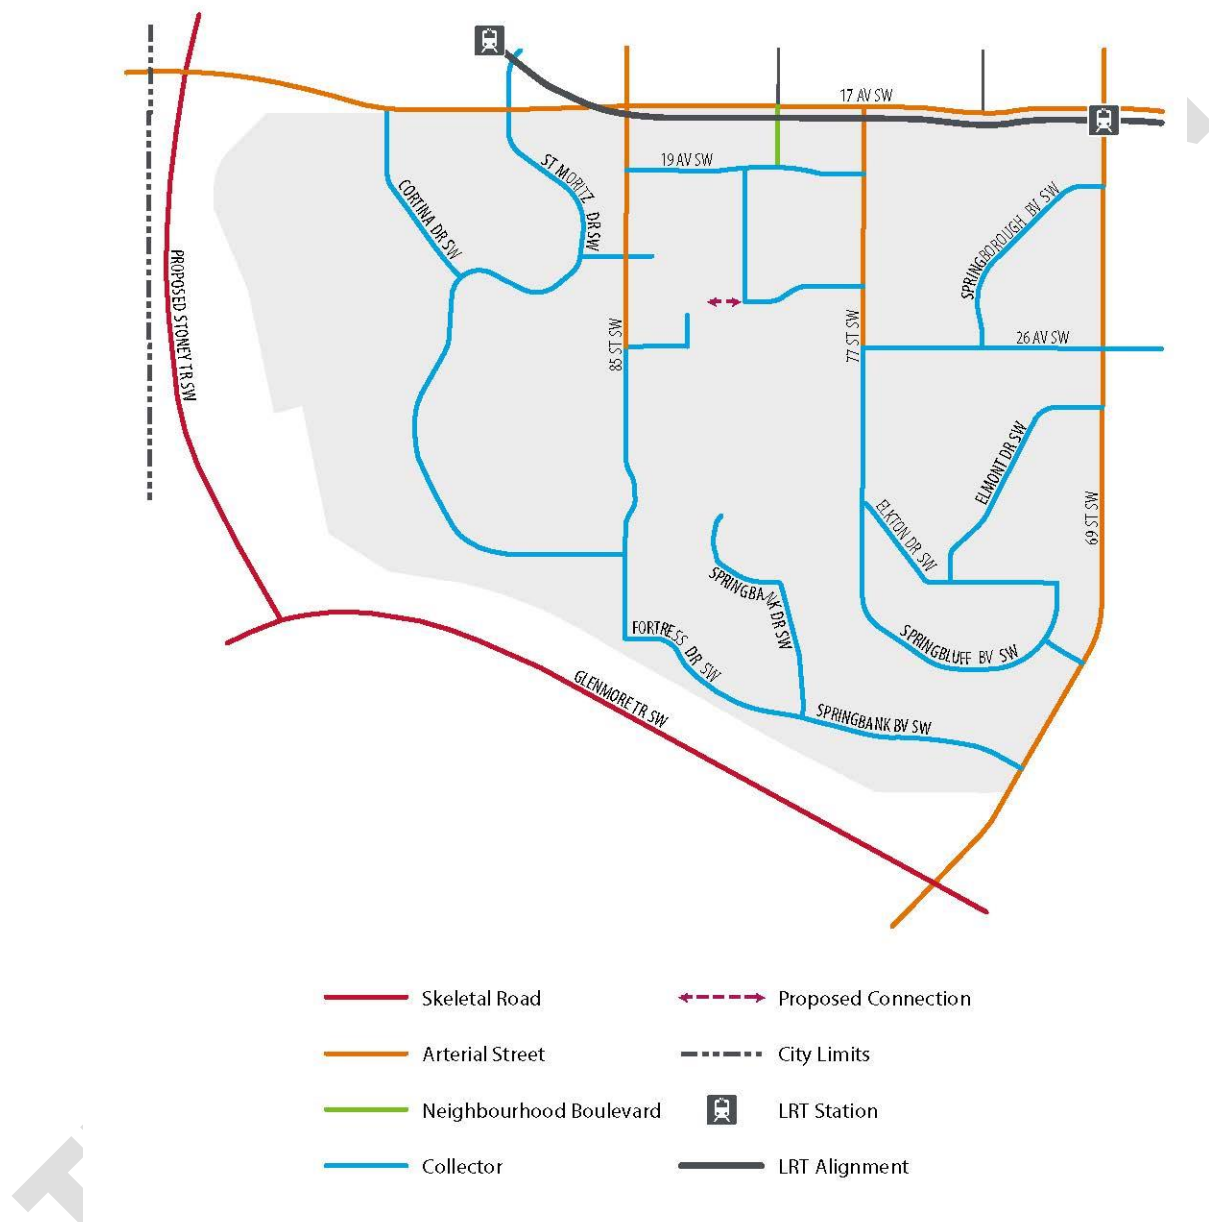 17 AV SW
19 AV SW
ST MORITZ DR SW
CORTINA DR SW
SPRINGBOROUGH BV SW
PROPOSED STONEY TR SW
85 ST SW
77 ST SW
26 AV SW
ELMONT DR SW
ELKTON DR SW
69 ST SW
SPRINGBANK DR SW
FORTRESS DR SW
SPRINGBLUFF BV SW
GLENMORE TR SW
SPRINGBANK BV SW
Skeletal Road
Proposed Connection
Arterial Street
City Limits
Neighbourhood Boulevard
LRT Station
Collector
LRT Alignment